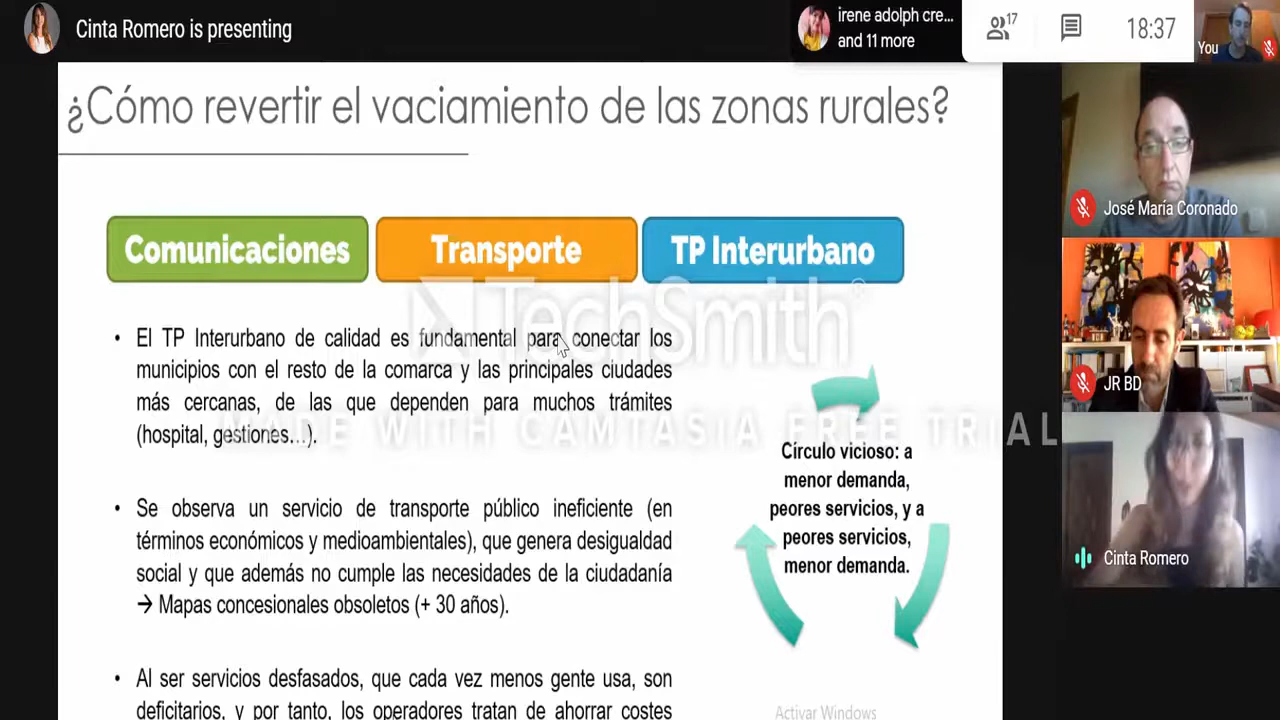 Cinta Romero is presenting
irene adolph cre...
and 11 more
17
18:37
You
¿Cómo revertir el vaciamiento de las zonas rurales?
Comunicaciones
Transporte
TP Interurbano
TechSmith®
MADE WITH CAMTASIA FREE TRIAL
• El TP Interurbano de calidad es fundamental para conectar los
municipios con el resto de la comarca y las principales ciudades
más cercanas, de las que dependen para muchos trámites
(hospital, gestiones…).
• Se observa un servicio de transporte público ineficiente (en
términos económicos y medioambientales), que genera desigualdad
social y que además no cumple las necesidades de la ciudadanía
→ Mapas concesionales obsoletos (+ 30 años).
• Al ser servicios desfasados, que cada vez menos gente usa, son
deficitarios, y por tanto, los operadores tratan de ahorrar costes
Círculo vicioso: a
menor demanda,
peores servicios, y a
peores servicios,
menor demanda.
Activar Windows
José María Coronado
JR BD
Cinta Romero